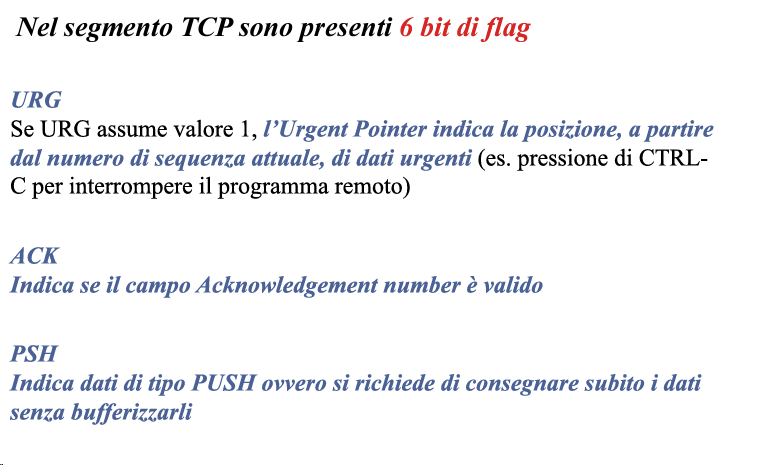 Nel segmento TCP sono presenti 6 bit di flag
URG
Se URG assume valore 1, l’Urgent Pointer indica la posizione, a partire
dal numero di sequenza attuale, di dati urgenti (es. pressione di CTRL-
C per interrompere il programma remoto)
ACK
Indica se il campo Acknowledgement number è valido
PSH
Indica dati di tipo PUSH ovvero si richiede di consegnare subito i dati
senza bufferizzarli